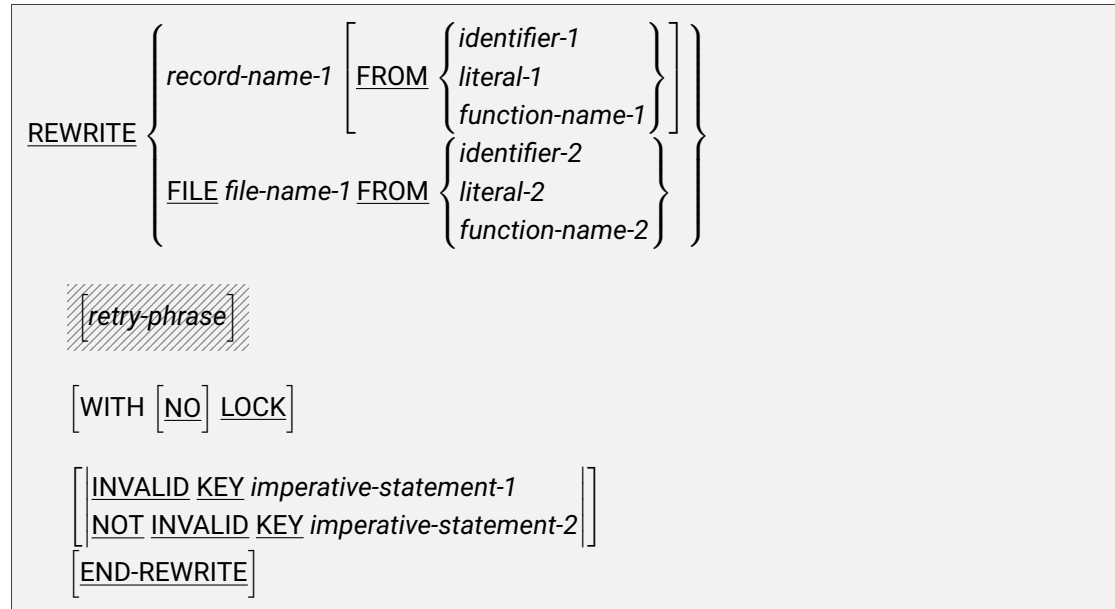 identifier-1
record-name-1 FROM literal-1
function-name-1
REWRITE
identifier-2
FILE file-name-1 FROM literal-2
function-name-2
[retry-phrase]
[WITH [NO] LOCK]
INVALID KEY imperative-statement-1
NOT INVALID KEY imperative-statement-2
[END-REWRITE]